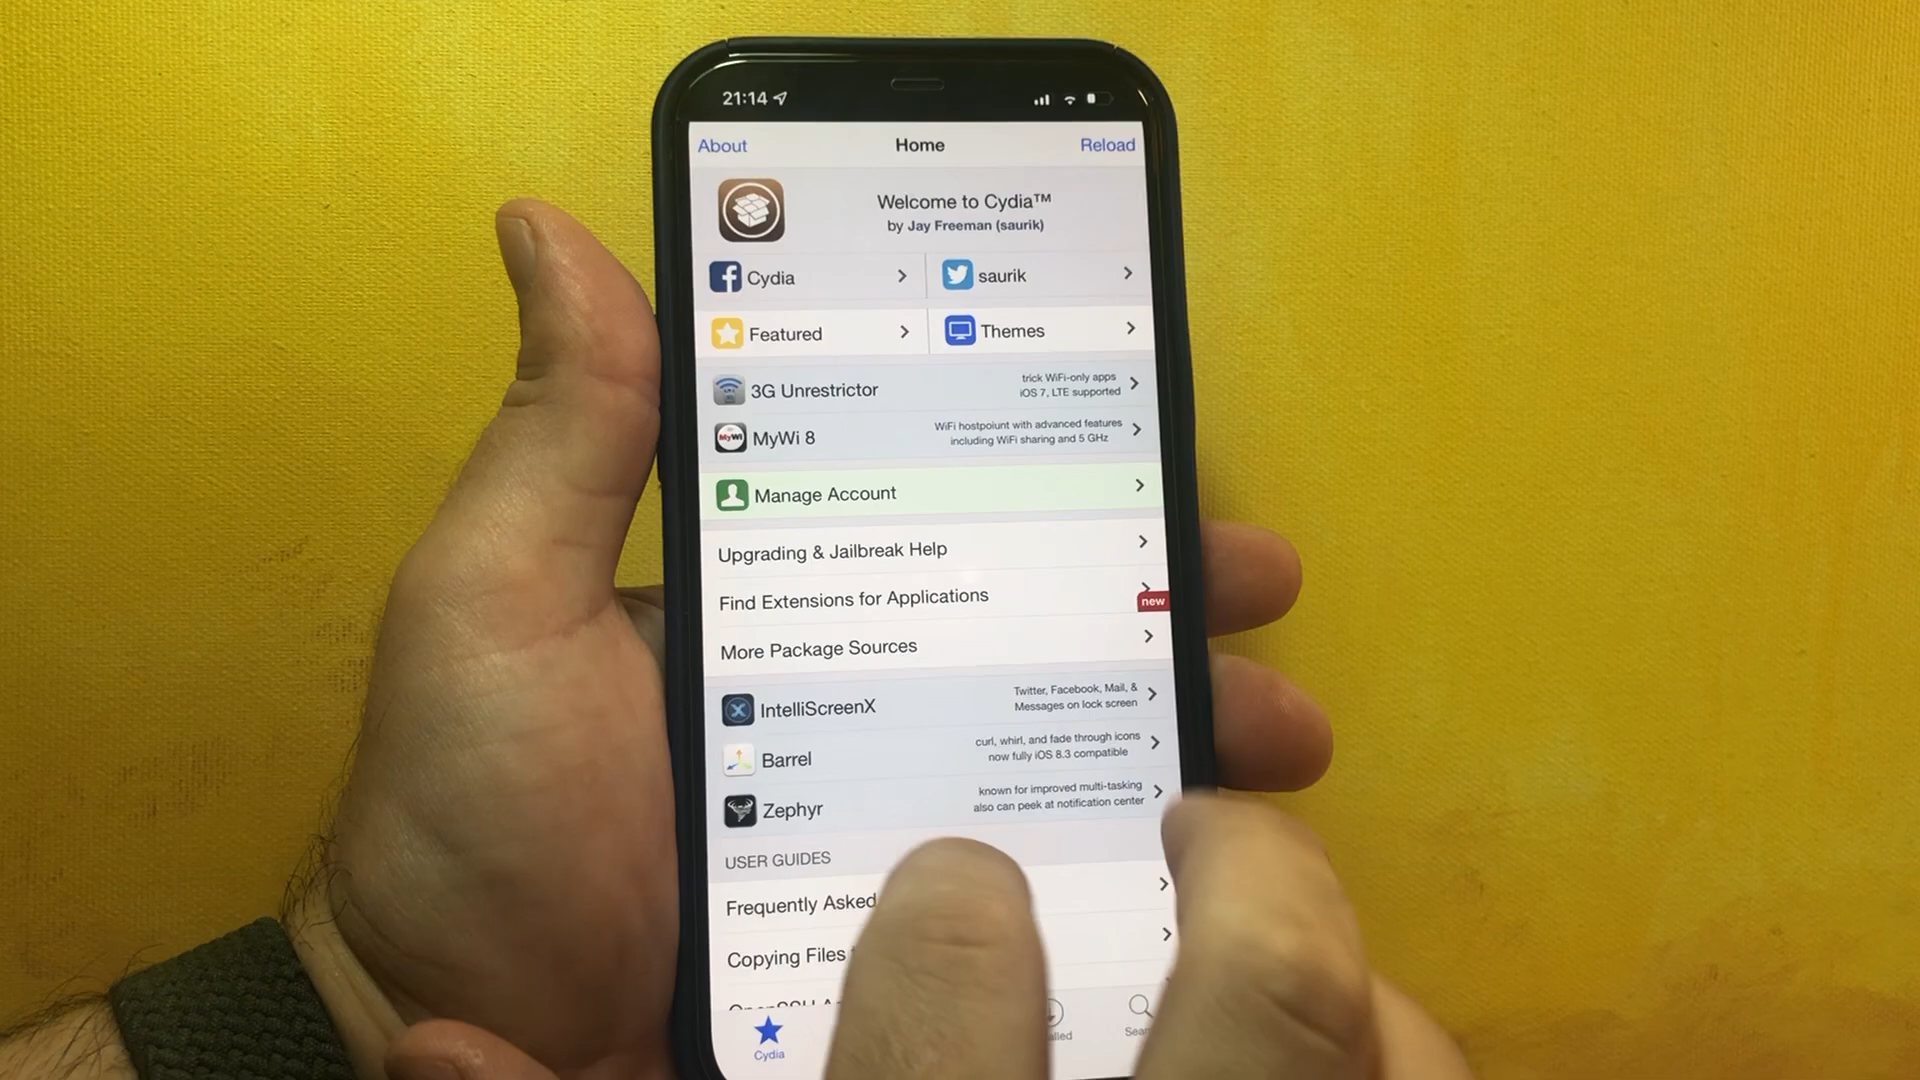 21:14
About Home Reload
Welcome to Cydia™
by Jay Freeman (saurik)
Cydia
saurik
Featured
Themes
3G Unrestrictor
trick WiFi-only apps
iOS 7, LTE supported
MyWi
MyWi 8
WiFi hostpoiunt with advanced features
including WiFi sharing and 5 GHz
Manage Account
Upgrading & Jailbreak Help
Find Extensions for Applications
new
More Package Sources
IntelliScreenX
Twitter, Facebook, Mail, &
Messages on lock screen
Barrel
curl, whirl, and fade through icons
now fully iOS 8.3 compatible
Zephyr
known for improved multi-tasking
also can peek at notification center
USER GUIDES
Frequently Asked
Copying Files
Cydia